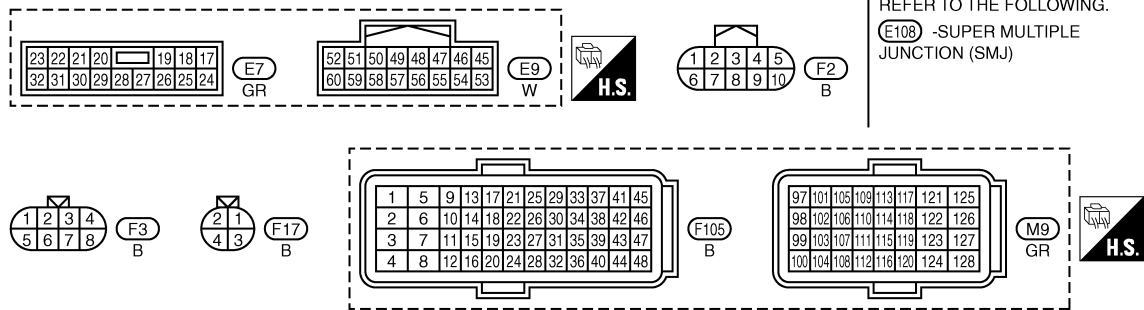 REFER TO THE FOLLOWING.
E108 -SUPER MULTIPLE
JUNCTION (SMJ)
23 22 21 20 19 18 17
32 31 30 29 28 27 26 25 24
E7
GR
52 51 50 49 48 47 46 45
60 59 58 57 56 55 54 53
E9
W
H.S.
1 2 3 4 5
6 7 8 9 10
F2
B
1 2 3 4
5 6 7 8
F3
B
2 1
4 3
F17
B
1 5 9 13 17 21 25 29 33 37 41 45
2 6 10 14 18 22 26 30 34 38 42 46
3 7 11 15 19 23 27 31 35 39 43 47
4 8 12 16 20 24 28 32 36 40 44 48
F105
B
97 101 105 109 113 117 121 125
98 102 106 110 114 118 122 126
99 103 107 111 115 119 123 127
100 104 108 112 116 120 124 128
M9
GR
H.S.